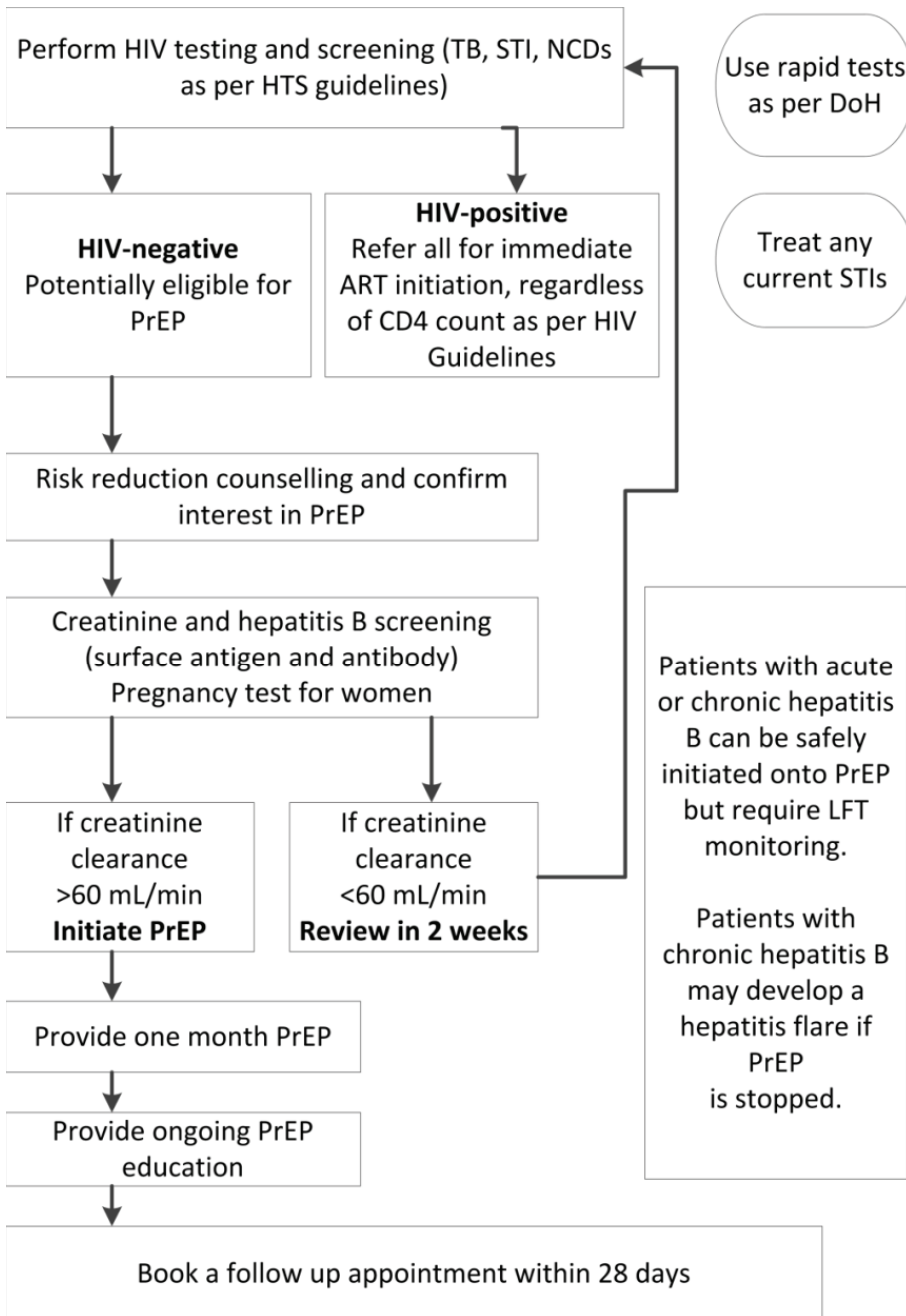 Perform HIV testing and screening (TB, STI, NCDs
as per HTS guidelines)
Use rapid tests
as per DoH
HIV-negative
Potentially eligible for
PrEP
HIV-positive
Refer all for immediate
ART initiation, regardless
of CD4 count as per HIV
Guidelines
Treat any
current STIs
Risk reduction counselling and confirm
interest in PrEP
Creatinine and hepatitis B screening
(surface antigen and antibody)
Pregnancy test for women
If creatinine
clearance
>60 mL/min
Initiate PrEP
If creatinine
clearance
<60 mL/min
Review in 2 weeks
Patients with acute
or chronic hepatitis
B can be safely
initiated onto PrEP
but require LFT
monitoring.
Patients with
chronic hepatitis B
may develop a
hepatitis flare if
PrEP
is stopped.
Provide one month PrEP
Provide ongoing PrEP
education
Book a follow up appointment within 28 days